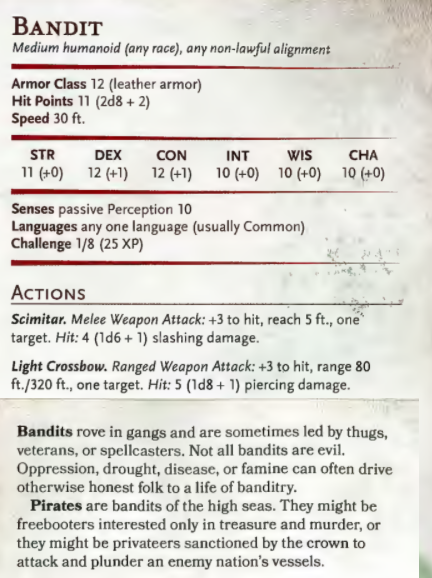 BANDIT
Medium humanoid (any race), any non-lawful alignment
Armor Class 12 (leather armor)
Hit Points 11 (2d8 + 2)
Speed 30 ft.
STR DEX CON INT WIS CHA
11 (+0) 12 (+1) 12 (+1) 10 (+0) 10 (+0) 10 (+0)
Senses passive Perception 10
Languages any one language (usually Common)
Challenge 1/8 (25 XP)
ACTIONS
Scimitar. Melee Weapon Attack: +3 to hit, reach 5 ft., one
target. Hit: 4 (1d6 + 1) slashing damage.
Light Crossbow. Ranged Weapon Attack: +3 to hit, range 80
ft./320 ft., one target. Hit: 5 (1d8 + 1) piercing damage.
Bandits rove in gangs and are sometimes led by thugs,
veterans, or spellcasters. Not all bandits are evil.
Oppression, drought, disease, or famine can often drive
otherwise honest folk to a life of banditry.
Pirates are bandits of the high seas. They might be
freebooters interested only in treasure and murder, or
they might be privateers sanctioned by the crown to
attack and plunder an enemy nation's vessels.